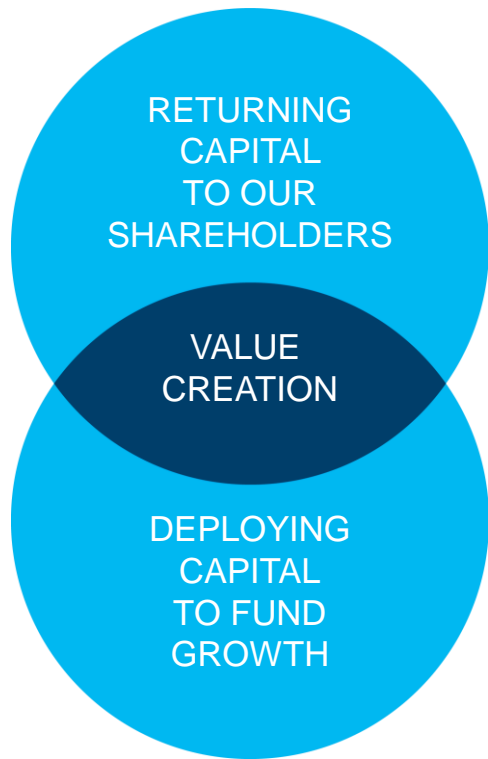 RETURNING
CAPITAL
TO OUR
SHAREHOLDERS
VALUE
CREATION
DEPLOYING
CAPITAL
TO FUND
GROWTH